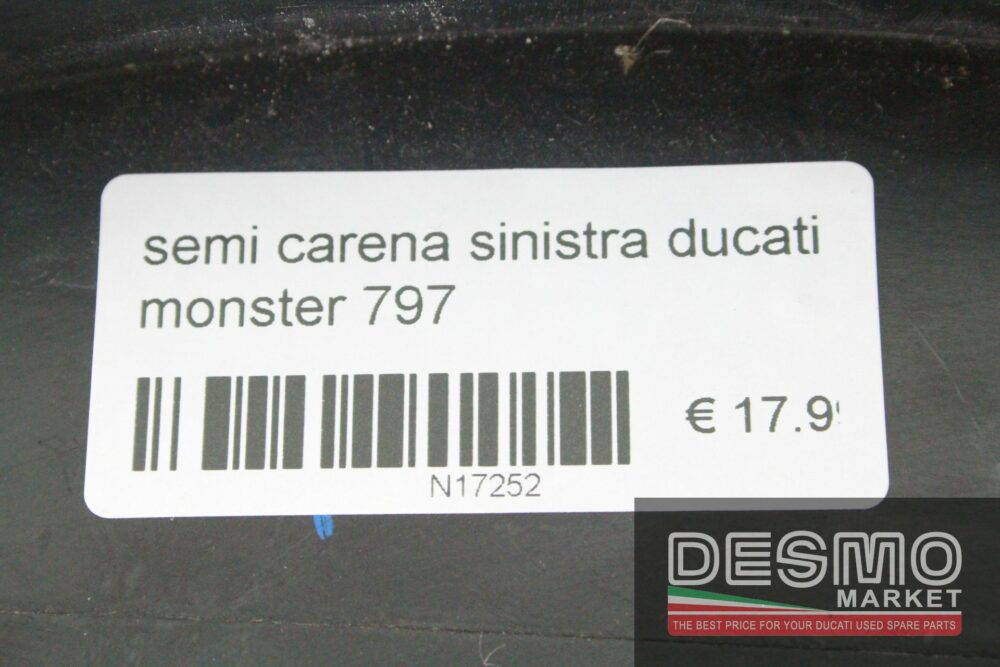 semi carena sinistra ducati
monster 797
€ 17.9
N17252
DESMO
MARKET
THE BEST PRICE FOR YOUR DUCATI USED SPARE PARTS